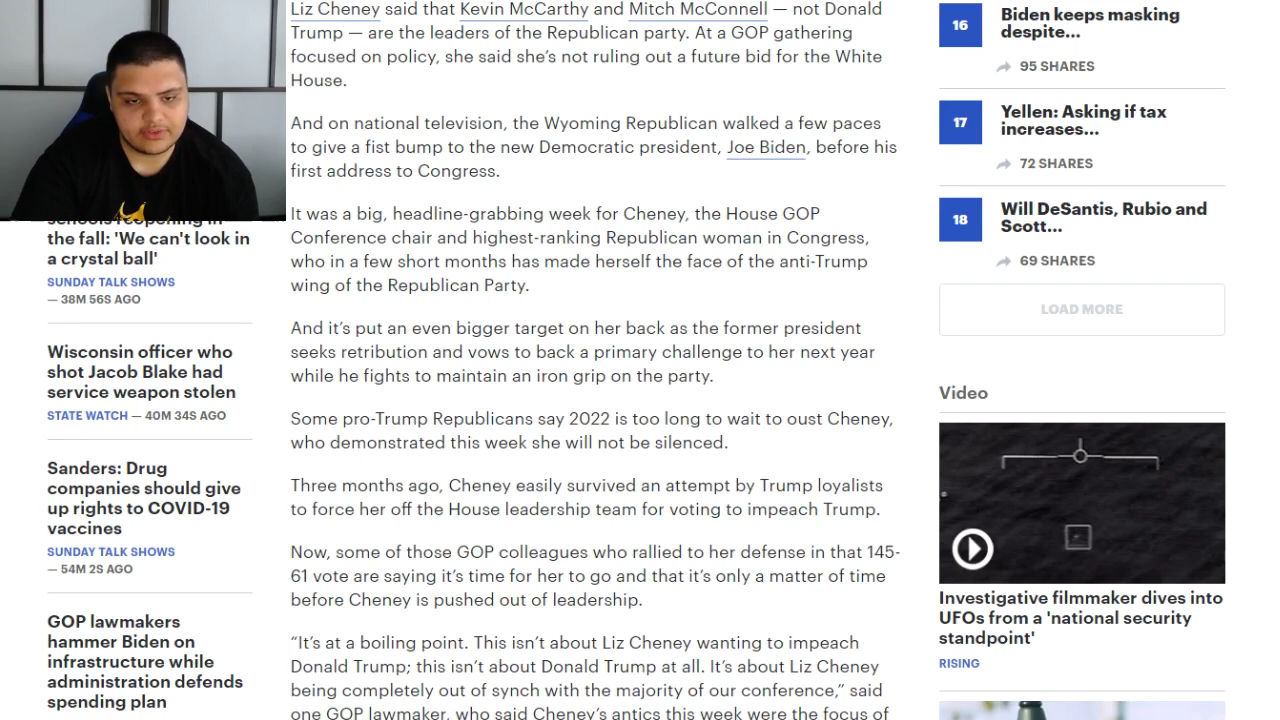 Liz Cheney said that Kevin McCarthy and Mitch McConnell — not Donald
Trump — are the leaders of the Republican party. At a GOP gathering
focused on policy, she said she's not ruling out a future bid for the White
House.
And on national television, the Wyoming Republican walked a few paces
to give a fist bump to the new Democratic president, Joe Biden, before his
first address to Congress.
It was a big, headline-grabbing week for Cheney, the House GOP
Conference chair and highest-ranking Republican woman in Congress,
who in a few short months has made herself the face of the anti-Trump
wing of the Republican Party.
And it's put an even bigger target on her back as the former president
seeks retribution and vows to back a primary challenge to her next year
while he fights to maintain an iron grip on the party.
Some pro-Trump Republicans say 2022 is too long to wait to oust Cheney,
who demonstrated this week she will not be silenced.
Three months ago, Cheney easily survived an attempt by Trump loyalists
to force her off the House leadership team for voting to impeach Trump.
Now, some of those GOP colleagues who rallied to her defense in that 145-
61 vote are saying it's time for her to go and that it's only a matter of time
before Cheney is pushed out of leadership.
“It's at a boiling point. This isn't about Liz Cheney wanting to impeach
Donald Trump; this isn't about Donald Trump at all. It's about Liz Cheney
being completely out of synch with the majority of our conference,” said
one GOP lawmaker, who said Cheney's antics this week were the focus of
schools reopening in
the fall: 'We can't look in
a crystal ball'
SUNDAY TALK SHOWS
— 38M 56S AGO
Wisconsin officer who
shot Jacob Blake had
service weapon stolen
STATE WATCH — 40M 34S AGO
Sanders: Drug
companies should give
up rights to COVID-19
vaccines
SUNDAY TALK SHOWS
— 54M 2S AGO
GOP lawmakers
hammer Biden on
infrastructure while
administration defends
spending plan
16
Biden keeps masking
despite...
95 SHARES
17
Yellen: Asking if tax
increases...
72 SHARES
18
Will DeSantis, Rubio and
Scott...
69 SHARES
LOAD MORE
Video
Investigative filmmaker dives into
UFOs from a 'national security
standpoint'
RISING